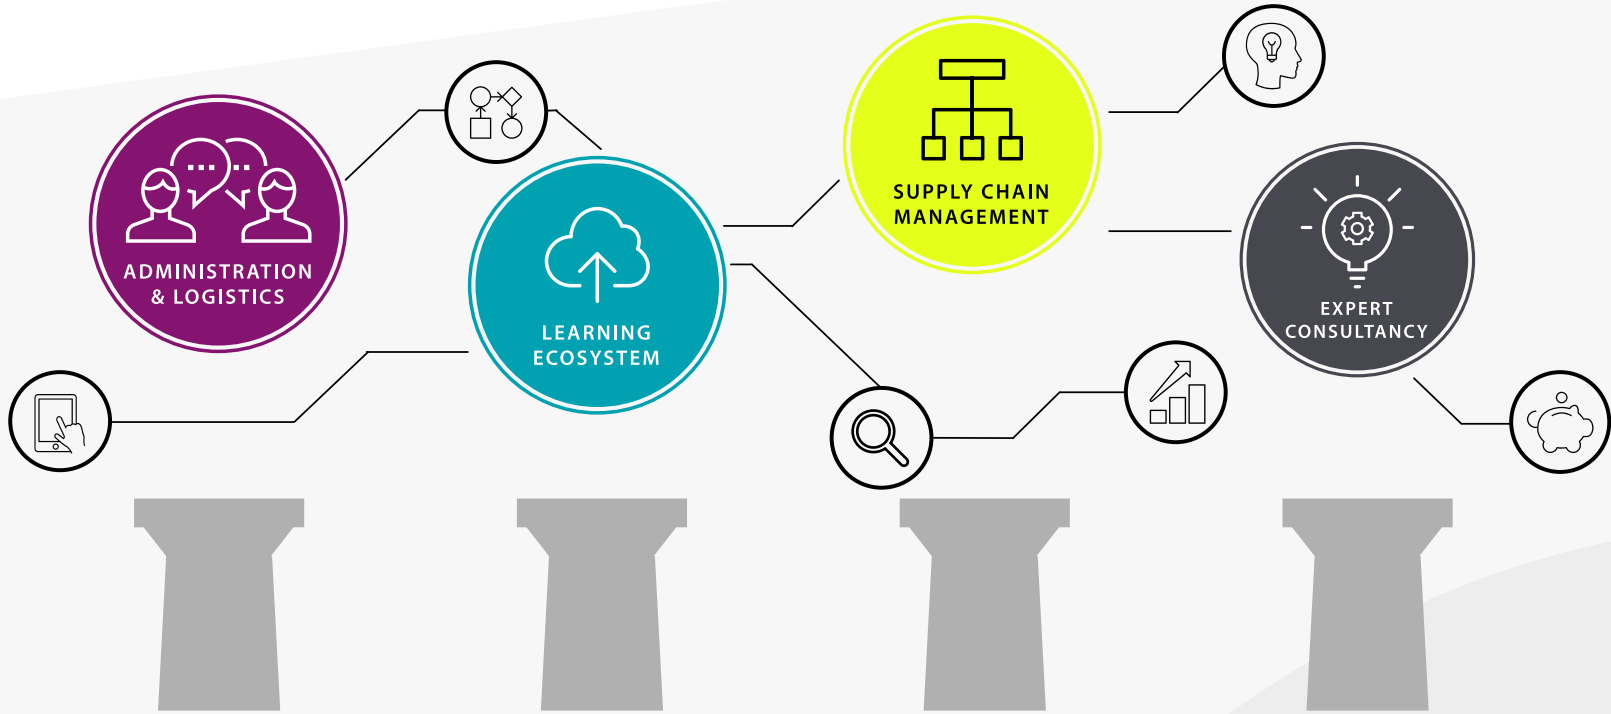 ADMINISTRATION
& LOGISTICS
LEARNING
ECOSYSTEM
SUPPLY CHAIN
MANAGEMENT
EXPERT
CONSULTANCY